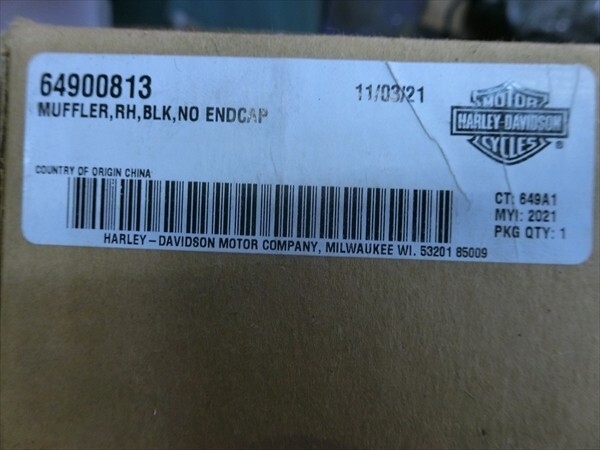 64900813 11/03/21
MUFFLER,RH,BLK,NO ENDCAP
MOTOR
HARLEY-DAVIDSON
CYCLES ®
COUNTRY OF ORIGIN CHINA
CT: 649A1
MYI: 2021
PKG QTY: 1
HARLEY-DAVIDSON MOTOR COMPANY, MILWAUKEE WI. 53201 85009